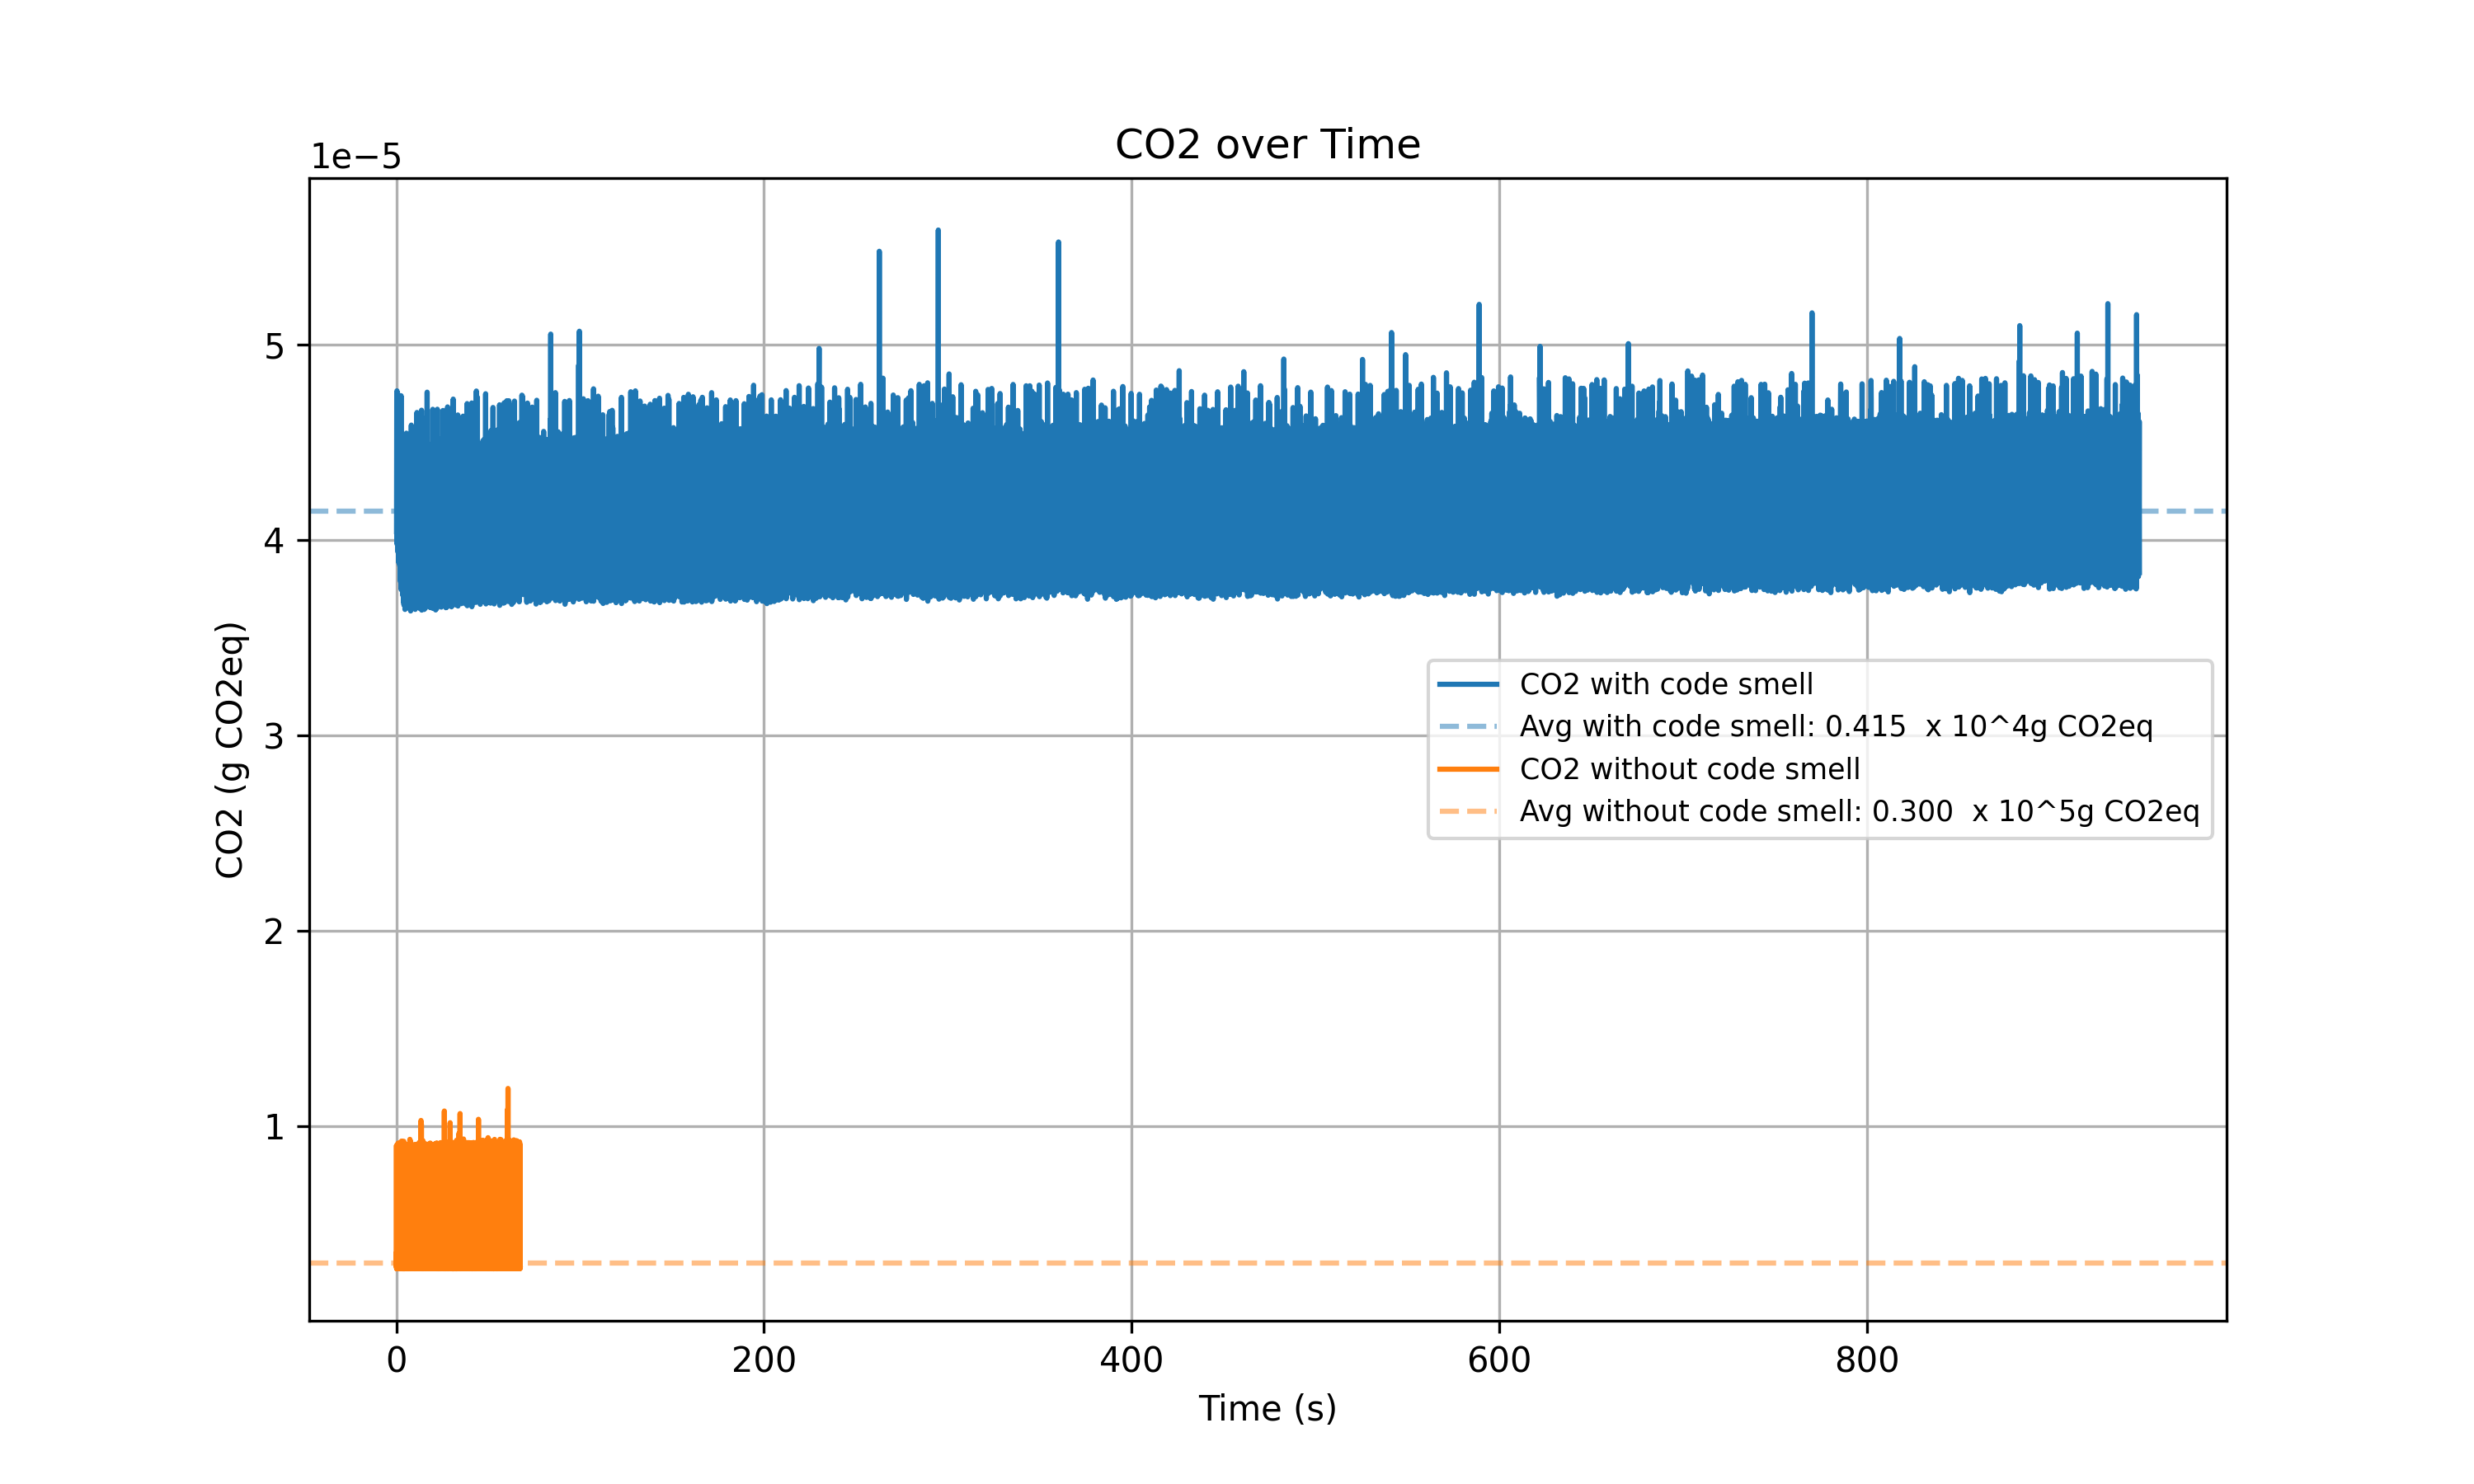 CO2 over Time
1e−5
5
4
3
2
1
CO2 (g CO2eq)
CO2 with code smell
Avg with code smell: 0.415  x 10^4g CO2eq
CO2 without code smell
Avg without code smell: 0.300  x 10^5g CO2eq
0 200 400 600 800
Time (s)